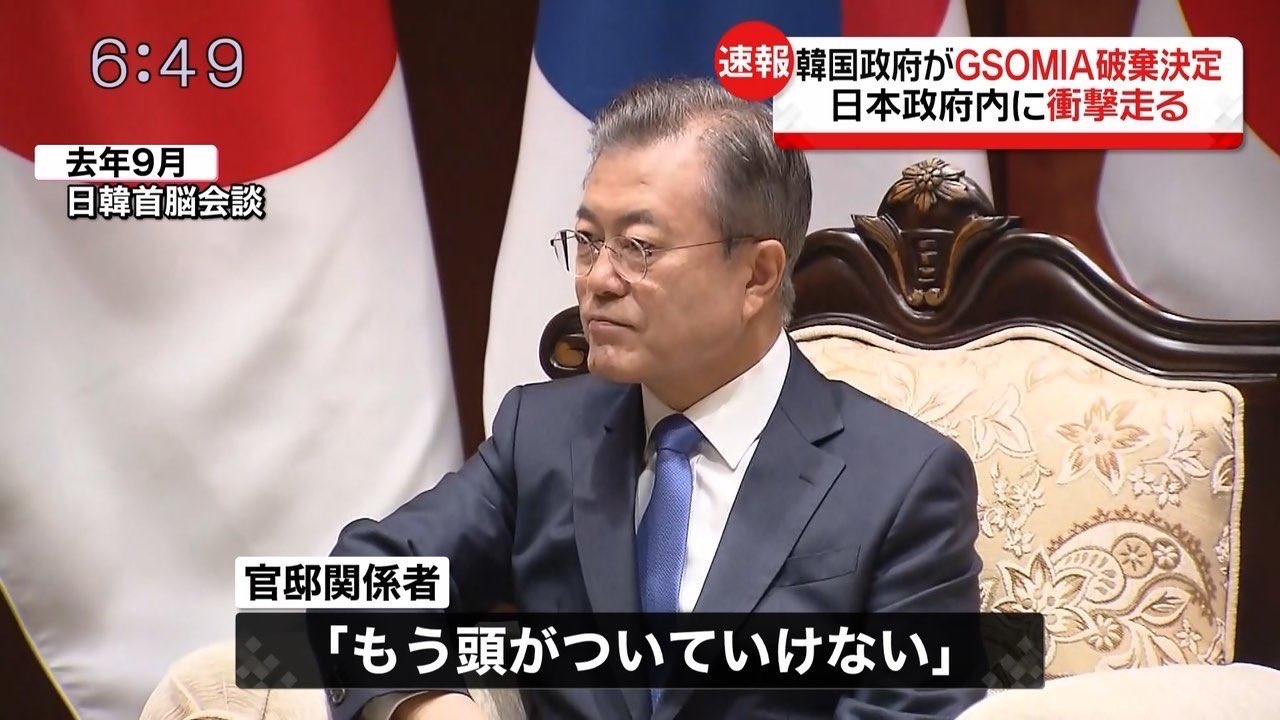 6:49
速報
韓国政府がGSOMIA破棄決定
日本政府内に衝撃走る
去年9月
日韓首脳会談
官邸関係者
「もう頭がついていけない」